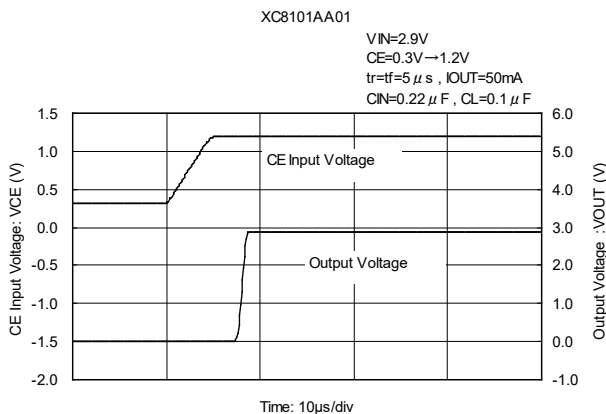 XC8101AA01
VIN=2.9V
CE=0.3V→1.2V
tr=tf=5μs , IOUT=50mA
CIN=0.22μF , CL=0.1μF
CE Input Voltage: VCE (V)
1.5
1.0
0.5
0.0
-0.5
-1.0
-1.5
-2.0
CE Input Voltage
Output Voltage
6.0
5.0
4.0
3.0
2.0
1.0
0.0
-1.0
Output Voltage :VOUT (V)
Time: 10μs/div